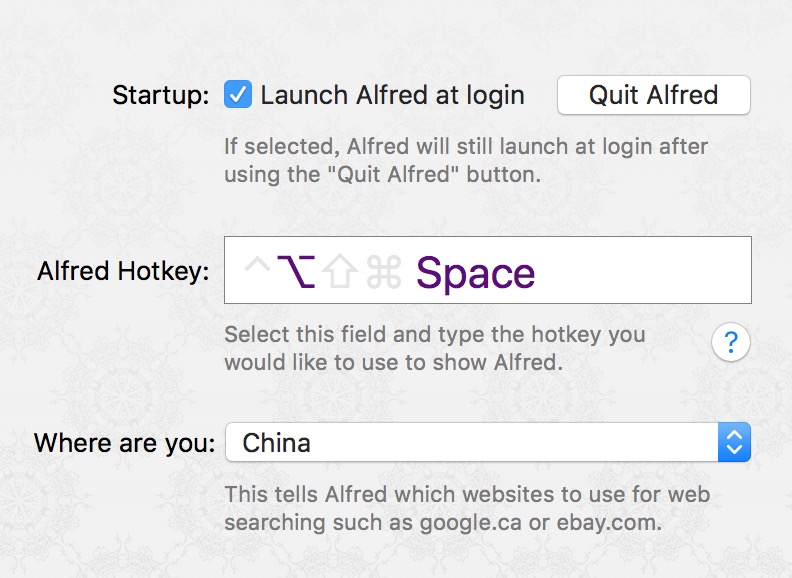 Startup: Launch Alfred at login Quit Alfred
If selected, Alfred will still launch at login after
using the "Quit Alfred" button.
Alfred Hotkey: ^⌥⇧⌘ Space
Select this field and type the hotkey you
would like to use to show Alfred.
?
Where are you: China
This tells Alfred which websites to use for web
searching such as google.ca or ebay.com.